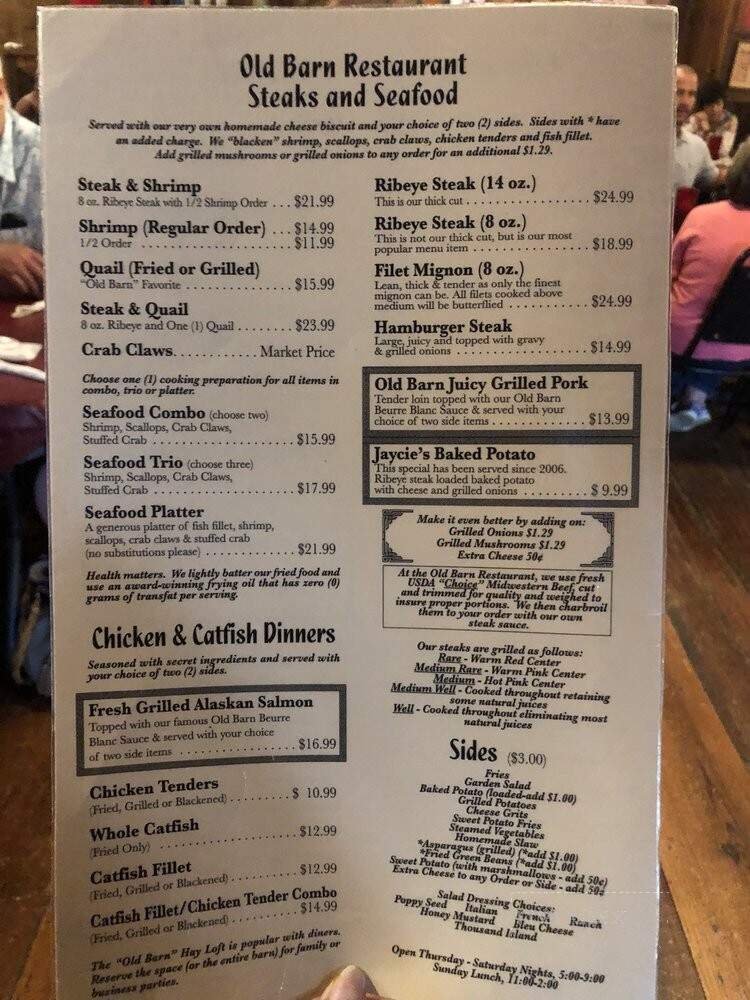 Old Barn Restaurant
Steaks and Seafood
Served with our very own homemade cheese biscuit and your choice of two (2) sides. Sides with * have
an added charge. We "blacken" shrimp, scallops, crab claws, chicken tenders and fish fillet.
Add grilled mushrooms or grilled onions to any order for an additional $1.29.
Steak & Shrimp
8 oz. Ribeye Steak with 1/2 Shrimp Order . . . $21.99
Shrimp (Regular Order) . . . $14.99
1/2 Order . . . . . . . . . . . . . . . . . . . $11.99
Quail (Fried or Grilled)
"Old Barn" Favorite . . . . . . . . . . . . . . $15.99
Steak & Quail
8 oz. Ribeye and One (1) Quail . . . . . . . . $23.99
Crab Claws. . . . . . . . . . . . Market Price
Choose one (1) cooking preparation for all items in
combo, trio or platter.
Seafood Combo (choose two)
Shrimp, Scallops, Crab Claws,
Stuffed Crab . . . . . . . . . . . . . . . . . . $15.99
Seafood Trio (choose three)
Shrimp, Scallops, Crab Claws,
Stuffed Crab . . . . . . . . . . . . . . . . . . $17.99
Seafood Platter
A generous platter of fish fillet, shrimp,
scallops, crab claws & stuffed crab
(no substitutions please) . . . . . . . . . . . $21.99
Health matters. We lightly batter our fried food and
use an award-winning frying oil that has zero (0)
grams of transfat per serving.
Chicken & Catfish Dinners
Seasoned with secret ingredients and served with
your choice of two (2) sides.
Fresh Grilled Alaskan Salmon
Topped with our famous Old Barn Beurre
Blanc Sauce & served with your choice
of two side items . . . . . . . . . . . . . . . $16.99
Chicken Tenders
(Fried, Grilled or Blackened) . . . . . . . . $ 10.99
Whole Catfish
(Fried Only) . . . . . . . . . . . . . . . . . . $12.99
Catfish Fillet
(Fried, Grilled or Blackened) . . . . . . . . $12.99
Catfish Fillet/Chicken Tender Combo
(Fried, Grilled or Blackened) . . . . . . . . $14.99
The "Old Barn" Hay Loft is popular with diners.
Reserve the space (or the entire barn) for family or
business parties.
Ribeye Steak (14 oz.)
This is our thick cut . . . . . . . . . . . . . . $24.99
Ribeye Steak (8 oz.)
This is not our thick cut, but is our most
popular menu item . . . . . . . . . . . . . . $18.99
Filet Mignon (8 oz.)
Lean, thick & tender as only the finest
mignon can be. All filets cooked above
medium will be butterflied . . . . . . . . . $24.99
Hamburger Steak
Large, juicy and topped with gravy
& grilled onions . . . . . . . . . . . . . . . $14.99
Old Barn Juicy Grilled Pork
Tender loin topped with our Old Barn
Beurre Blanc Sauce & served with your
choice of two side items . . . . . . . . . . $13.99
Jaycie's Baked Potato
This special has been served since 2006.
Ribeye steak loaded baked potato
with cheese and grilled onions . . . . . . . . . $ 9.99
Make it even better by adding on:
Grilled Onions $1.29
Grilled Mushrooms $1.29
Extra Cheese 50¢
At the Old Barn Restaurant, we use fresh
USDA "Choice" Midwestern Beef, cut
and trimmed for quality and weighed to
insure proper portions. We then charbroil
them to your order with our own
steak sauce.
Our steaks are grilled as follows:
Rare - Warm Red Center
Medium Rare - Warm Pink Center
Medium - Hot Pink Center
Medium Well - Cooked throughout retaining
some natural juices
Well - Cooked throughout eliminating most
natural juices
Sides ($3.00)
Fries
Garden Salad
Baked Potato (loaded-add $1.00)
Grilled Potatoes
Cheese Grits
Sweet Potato Fries
Steamed Vegetables
Homemade Slaw
*Asparagus (grilled) (*add $1.00)
*Fried Green Beans (*add $1.00)
Sweet Potato (with marshmallows - add 50¢)
Extra Cheese to any Order or Side - add 50¢
Salad Dressing Choices:
Poppy Seed Italian French Ranch
Honey Mustard Bleu Cheese
Thousand Island
Open Thursday - Saturday Nights, 5:00-9:00
Sunday Lunch, 11:00-2:00